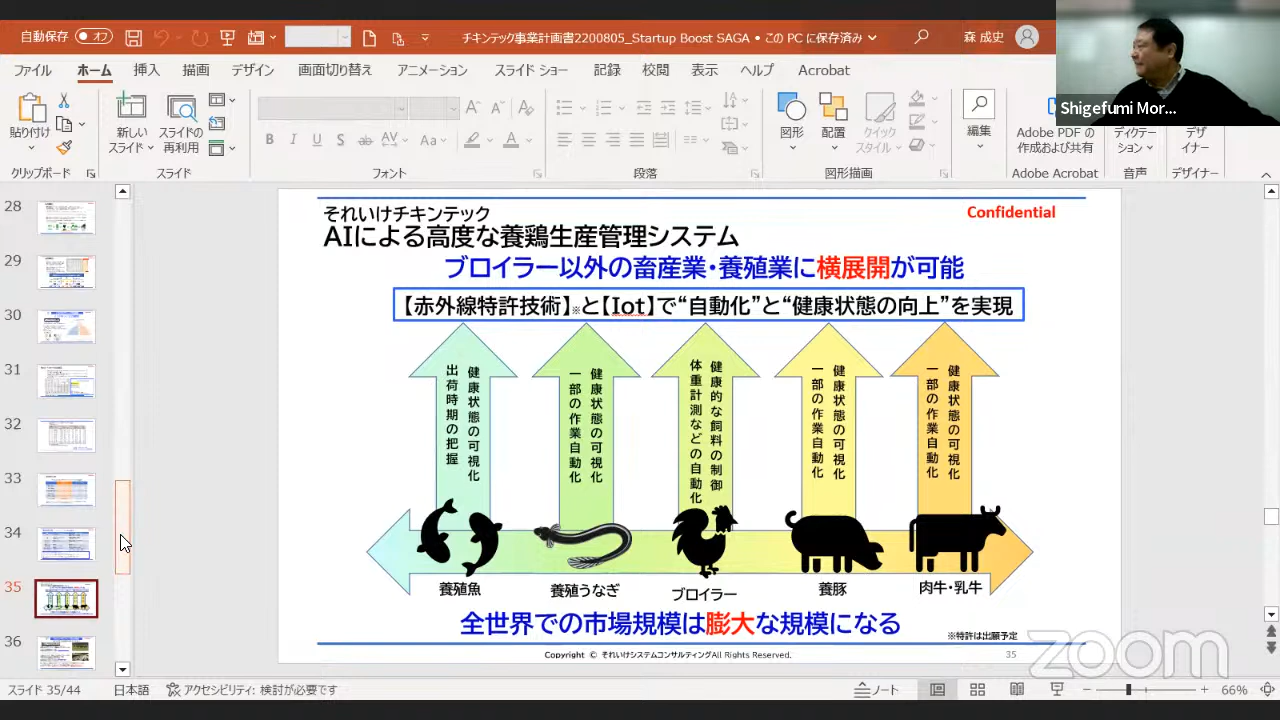 自動保存 オフ
チキンテック事業計画書2200805_Startup Boost SAGA • この PC に保存済み
森 成史
Shigefumi Mor...
ファイル ホーム 挿入 描画 デザイン 画面切り替え アニメーション スライド ショー 記録 校閲 表示 ヘルプ Acrobat
貼り付け
新しい
スライド
スライドの
再利用
B I U S ab AV Aa A
図形
配置
クイック
スタイル
編集
Adobe PDF の
作成および共有
ディクテー
ション
デザ
イナー
クリップボード
スライド
フォント
段落
図形描画
Adobe Acrobat
音声
デザイナー
28
29
30
31
32
33
34
35
36
それいけチキンテック
Confidential
AIによる高度な養鶏生産管理システム
ブロイラー以外の畜産業・養殖業に横展開が可能
【赤外線特許技術】※と【Iot】で“自動化”と“健康状態の向上”を実現
健康状態の可視化
出荷時期の把握
健康状態の可視化
一部の作業自動化
健康的な飼料の制御
体重計測などの自動化
健康状態の可視化
一部の作業自動化
健康状態の可視化
一部の作業自動化
養殖魚
養殖うなぎ
ブロイラー
養豚
肉牛・乳牛
全世界での市場規模は膨大な規模になる
※特許は出願予定
Copyright © それいけシステムコンサルティングAll Rights Reserved.
35
zoom
スライド 35/44
日本語
アクセシビリティ: 検討が必要です
ノート
66%